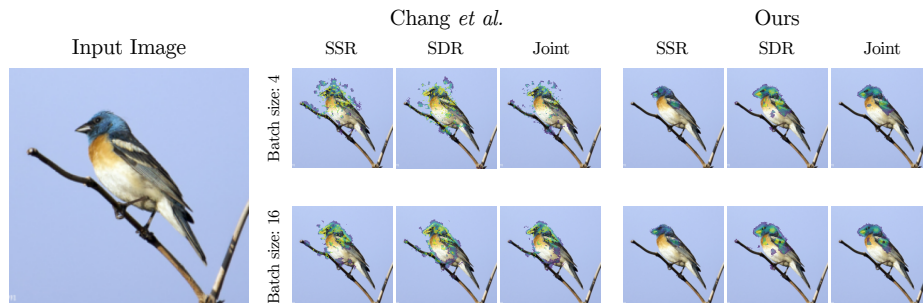 Chang et al.
Ours
Input Image
SSR
SDR
Joint
SSR
SDR
Joint
Batch size: 4
Batch size: 16